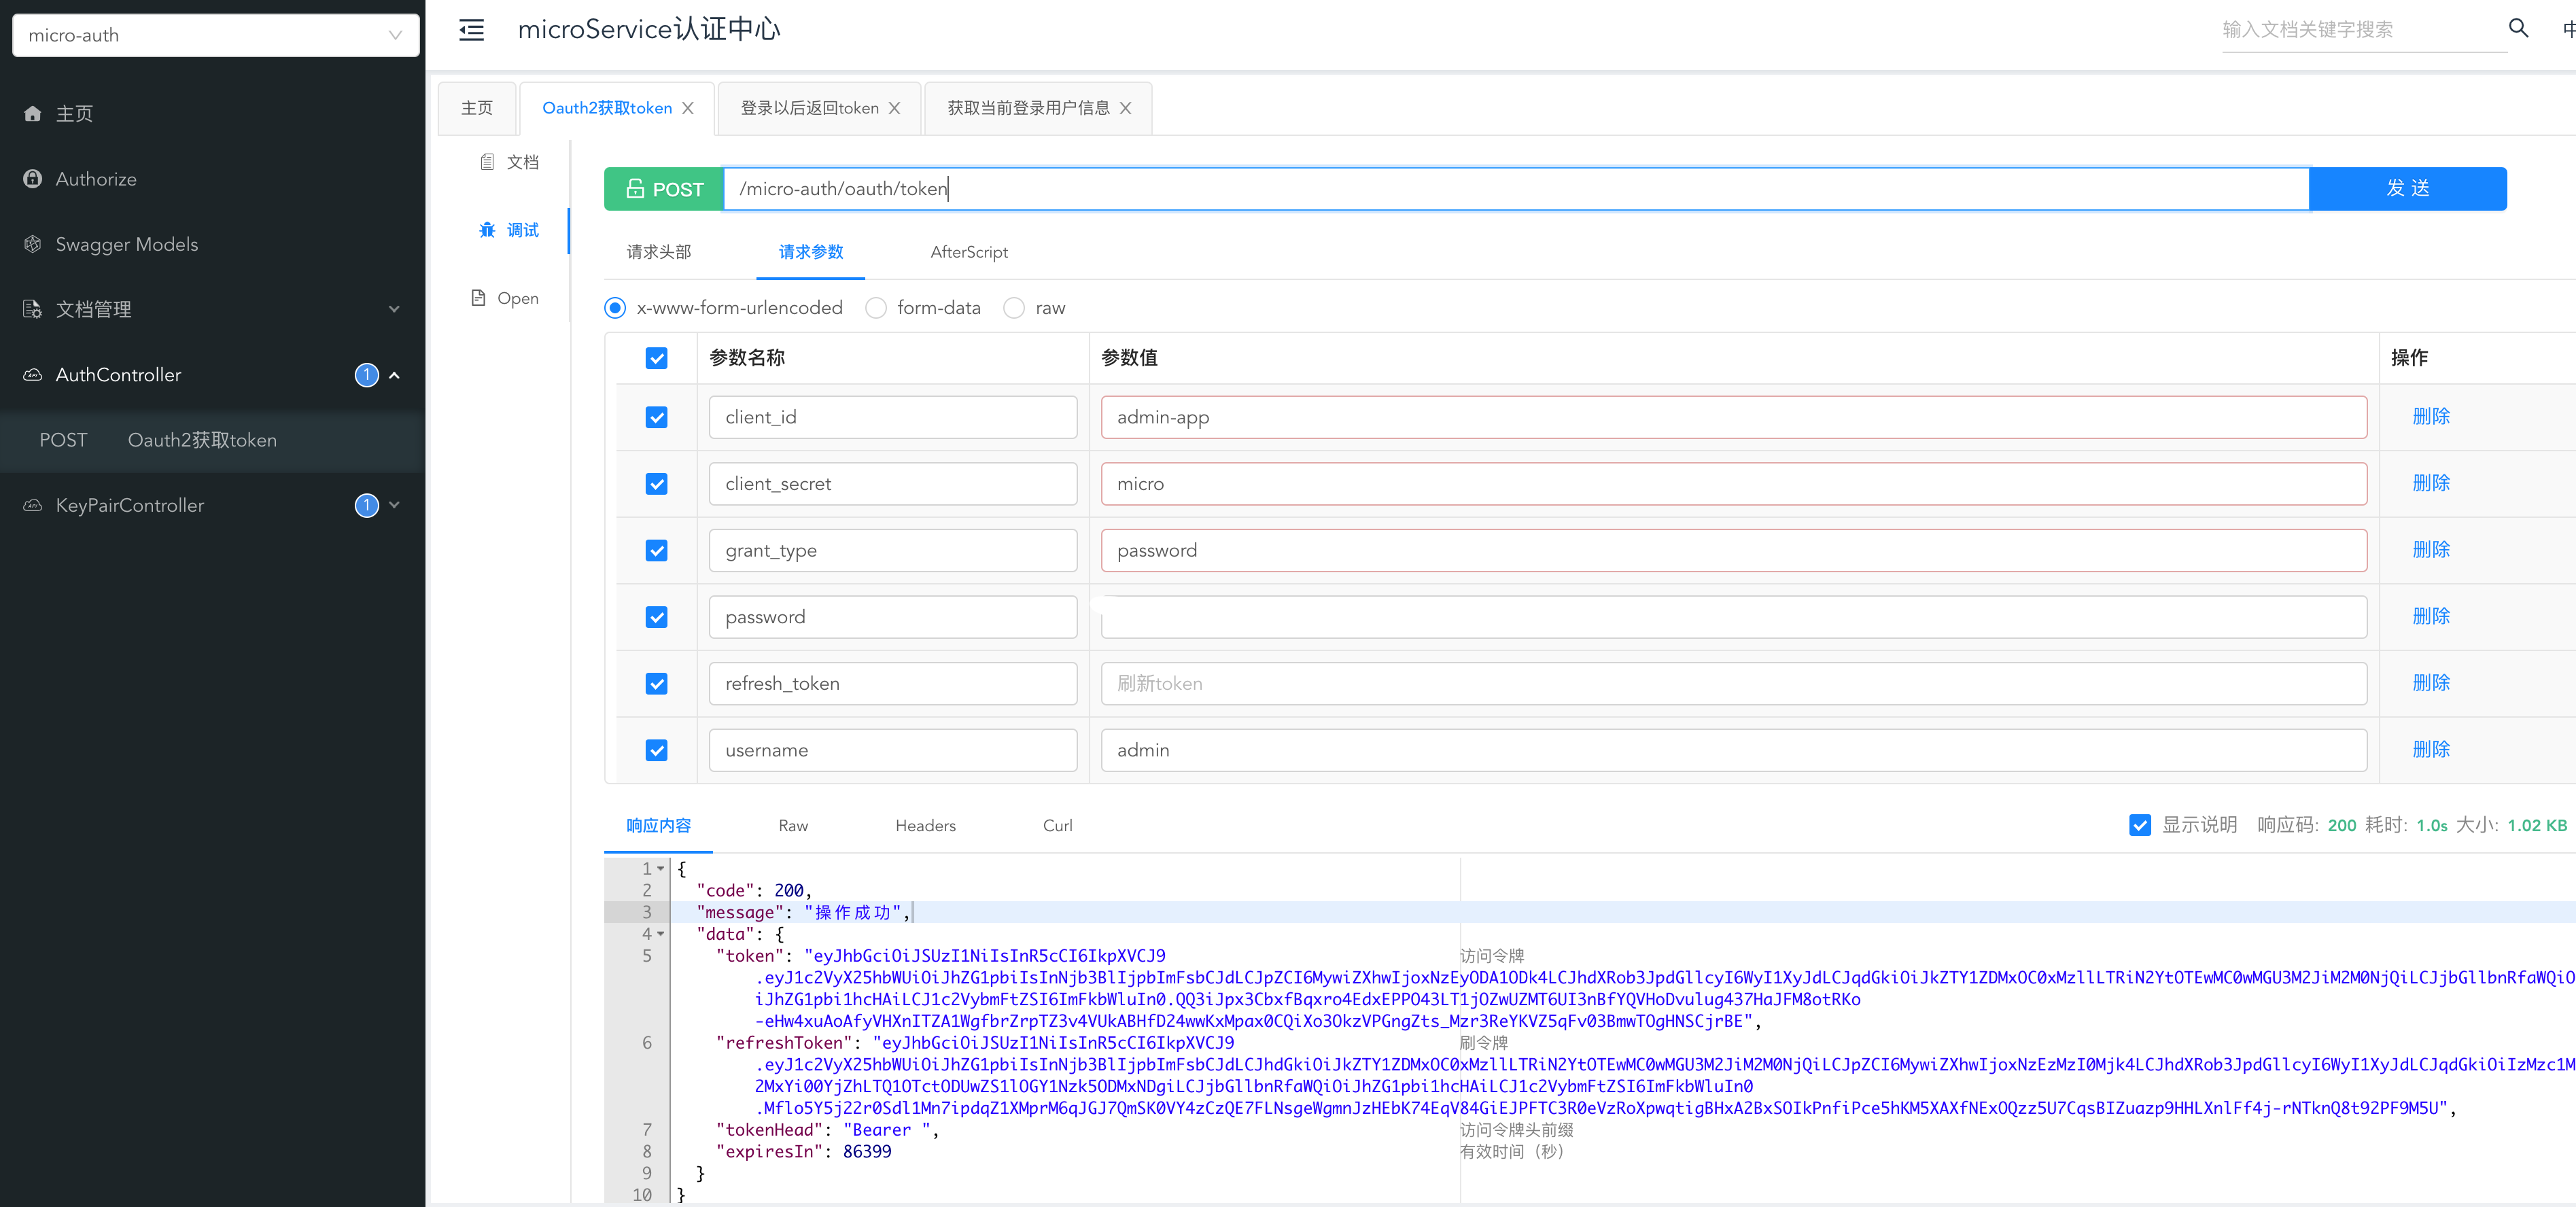 micro-auth
主页
Authorize
Swagger Models
文档管理
AuthController 1
POST Oauth2获取token
KeyPairController 1
microService认证中心
输入文档关键字搜索
主页
Oauth2获取token
登录以后返回token
获取当前登录用户信息
文档
调试
Open
POST /micro-auth/oauth/token 发 送
请求头部 请求参数 AfterScript
x-www-form-urlencoded form-data raw
参数名称 参数值 操作
client_id admin-app 删除
client_secret micro 删除
grant_type password 删除
password 删除
refresh_token 刷新token 删除
username admin 删除
响应内容 Raw Headers Curl 显示说明 响应码: 200 耗时: 1.0s 大小: 1.02 KB
1 {
2 "code": 200,
3 "message": "操作成功",
4 "data": {
5 "token": "eyJhbGciOiJSUzI1NiIsInR5cCI6IkpXVCJ9 访问令牌
6 "refreshToken": "eyJhbGciOiJSUzI1NiIsInR5cCI6IkpXVCJ9 刷令牌
7 "tokenHead": "Bearer ", 访问令牌头前缀
8 "expiresIn": 86399 有效时间（秒）
9 }
10 }